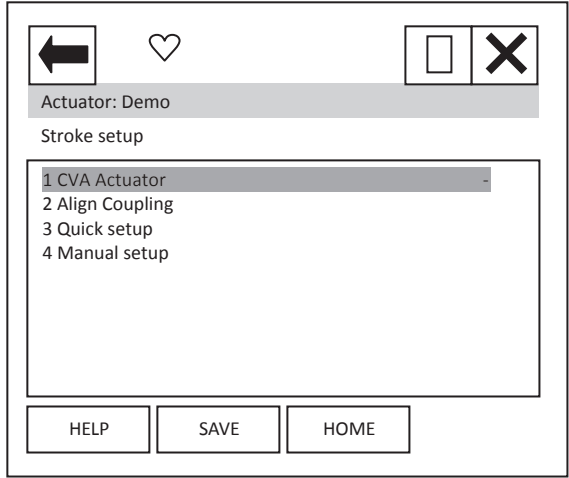 Actuator: Demo
Stroke setup
1 CVA Actuator -
2 Align Coupling
3 Quick setup
4 Manual setup
HELP SAVE HOME